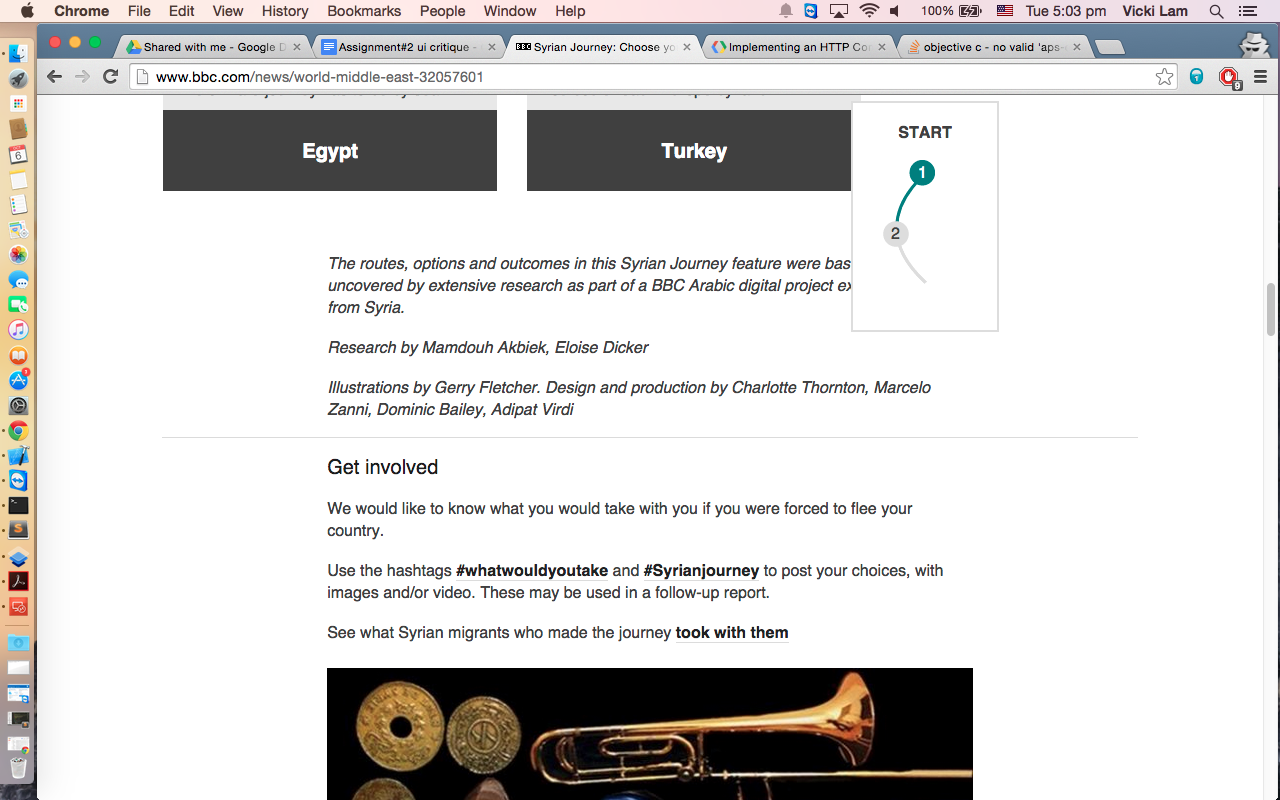 Chrome File Edit View History Bookmarks People Window Help 100% Tue 5:03 pm Vicki Lam
Shared with me - Google D
Assignment#2 ui critique -
BBC Syrian Journey: Choose yo
Implementing an HTTP Co
objective c - no valid 'aps-
www.bbc.com/news/world-middle-east-32057601
1
9
6
Egypt
Turkey
START
1
2
The routes, options and outcomes in this Syrian Journey feature were bas
uncovered by extensive research as part of a BBC Arabic digital project ex
from Syria.
Research by Mamdouh Akbiek, Eloise Dicker
Illustrations by Gerry Fletcher. Design and production by Charlotte Thornton, Marcelo
Zanni, Dominic Bailey, Adipat Virdi
Get involved
We would like to know what you would take with you if you were forced to flee your
country.
Use the hashtags #whatwouldyoutake and #Syrianjourney to post your choices, with
images and/or video. These may be used in a follow-up report.
See what Syrian migrants who made the journey took with them